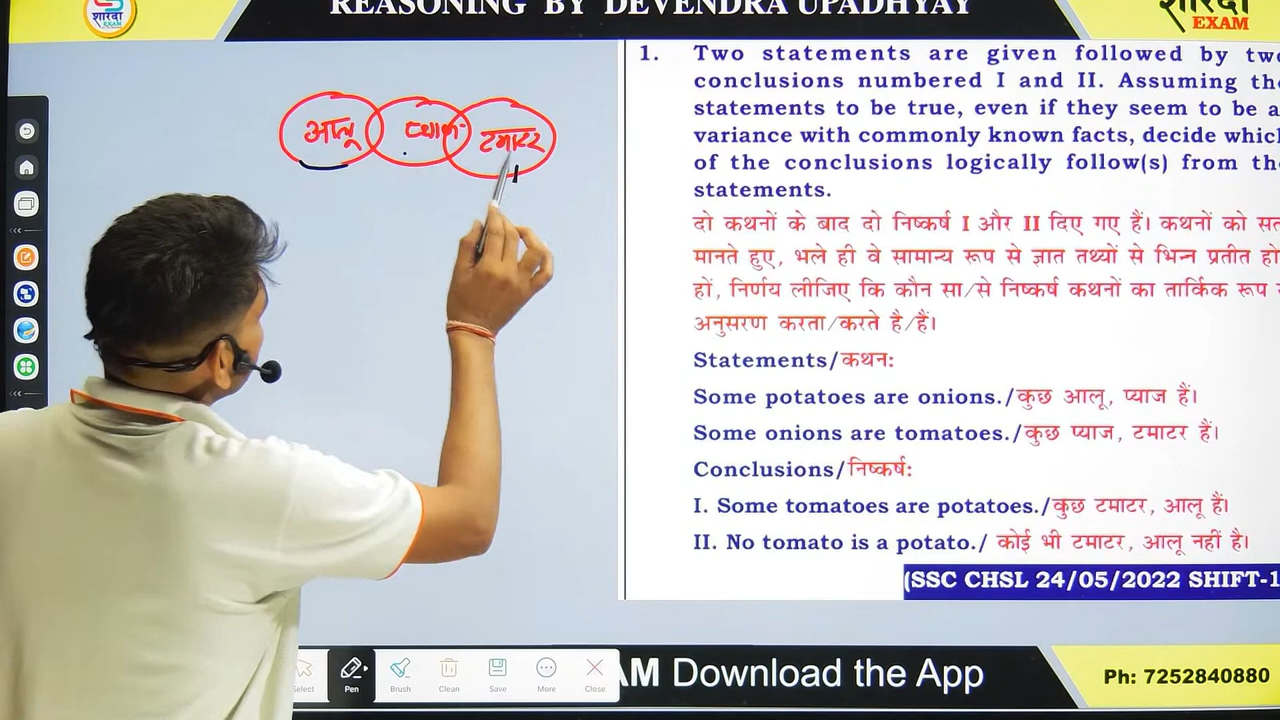 REASONING BY DEVENDRA UPADHYAY
शारदा
EXAM
शारदा
EXAM
आलू
टमाटर
1. Two statements are given followed by two
conclusions numbered I and II. Assuming the
statements to be true, even if they seem to be a
variance with commonly known facts, decide which
of the conclusions logically follow(s) from the
statements.
दो कथनों के बाद दो निष्कर्ष I और II दिए गए हैं। कथनों को सत
मानते हुए, भले ही वे सामान्य रूप से ज्ञात तथ्यों से भिन्न प्रतीत हो
हों, निर्णय लीजिए कि कौन सा/से निष्कर्ष कथनों का तार्किक रूप
अनुसरण करता/करते है/हैं।
Statements/कथन:
Some potatoes are onions./कुछ आलू, प्याज हैं।
Some onions are tomatoes./कुछ प्याज, टमाटर हैं।
Conclusions/निष्कर्ष:
I. Some tomatoes are potatoes./कुछ टमाटर, आलू हैं।
II. No tomato is a potato./ कोई भी टमाटर, आलू नहीं है।
(SSC CHSL 24/05/2022 SHIFT-1
Select Pen Brush Clean Save More Close
AM Download the App
Ph: 7252840880